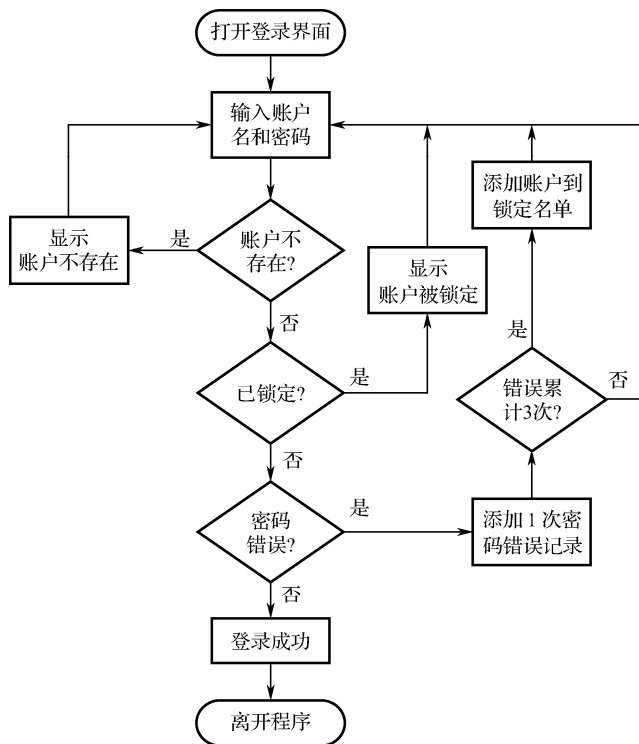 打开登录界面
输入账户
名和密码
添加账户到
锁定名单
显示
账户不存在
是
账户不
存在?
显示
账户被锁定
否
是
已锁定?
是
错误累
计3次?
否
否
密码
错误?
是
添加1次密
码错误记录
否
登录成功
离开程序